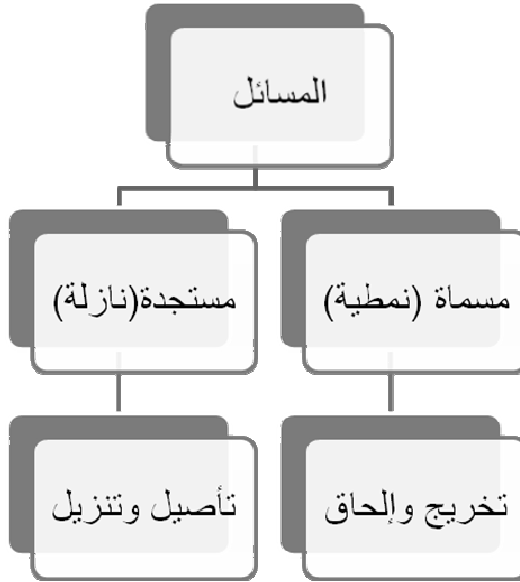 المسائل
مسماة (نمطية)
مستجدة(نازلة)
تخريج وإلحاق
تأصيل وتنزيل